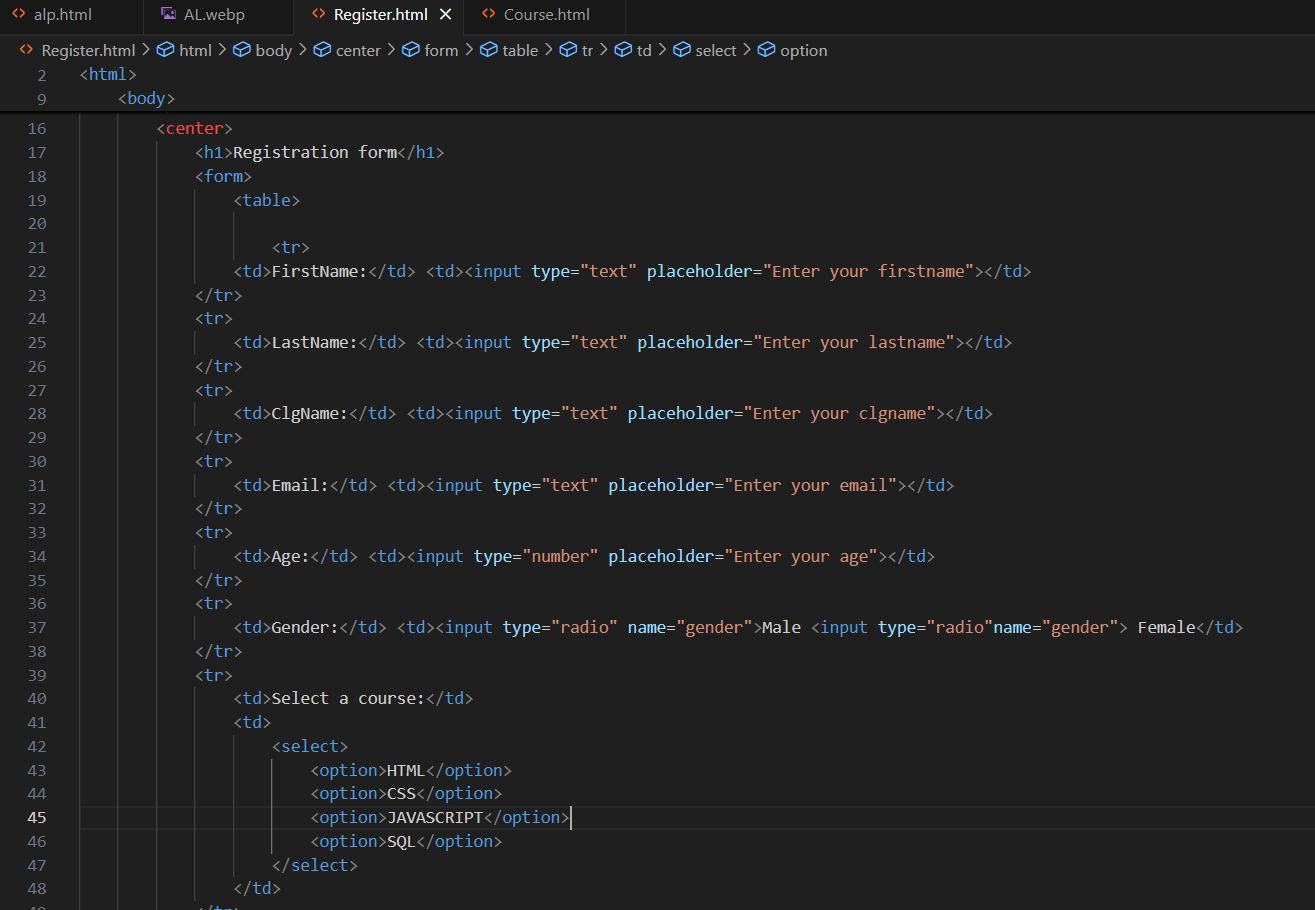 alp.html AL.webp Register.html Course.html
Register.html > html > body > center > form > table > tr > td > select > option
2 <html>
9 <body>
16 <center>
17 <h1>Registration form</h1>
18 <form>
19 <table>
20
21 <tr>
22 <td>FirstName:</td> <td><input type="text" placeholder="Enter your firstname"></td>
23 </tr>
24 <tr>
25 <td>LastName:</td> <td><input type="text" placeholder="Enter your lastname"></td>
26 </tr>
27 <tr>
28 <td>ClgName:</td> <td><input type="text" placeholder="Enter your clgname"></td>
29 </tr>
30 <tr>
31 <td>Email:</td> <td><input type="text" placeholder="Enter your email"></td>
32 </tr>
33 <tr>
34 <td>Age:</td> <td><input type="number" placeholder="Enter your age"></td>
35 </tr>
36 <tr>
37 <td>Gender:</td> <td><input type="radio" name="gender">Male <input type="radio"name="gender"> Female</td>
38 </tr>
39 <tr>
40 <td>Select a course:</td>
41 <td>
42 <select>
43 <option>HTML</option>
44 <option>CSS</option>
45 <option>JAVASCRIPT</option>
46 <option>SQL</option>
47 </select>
48 </td>